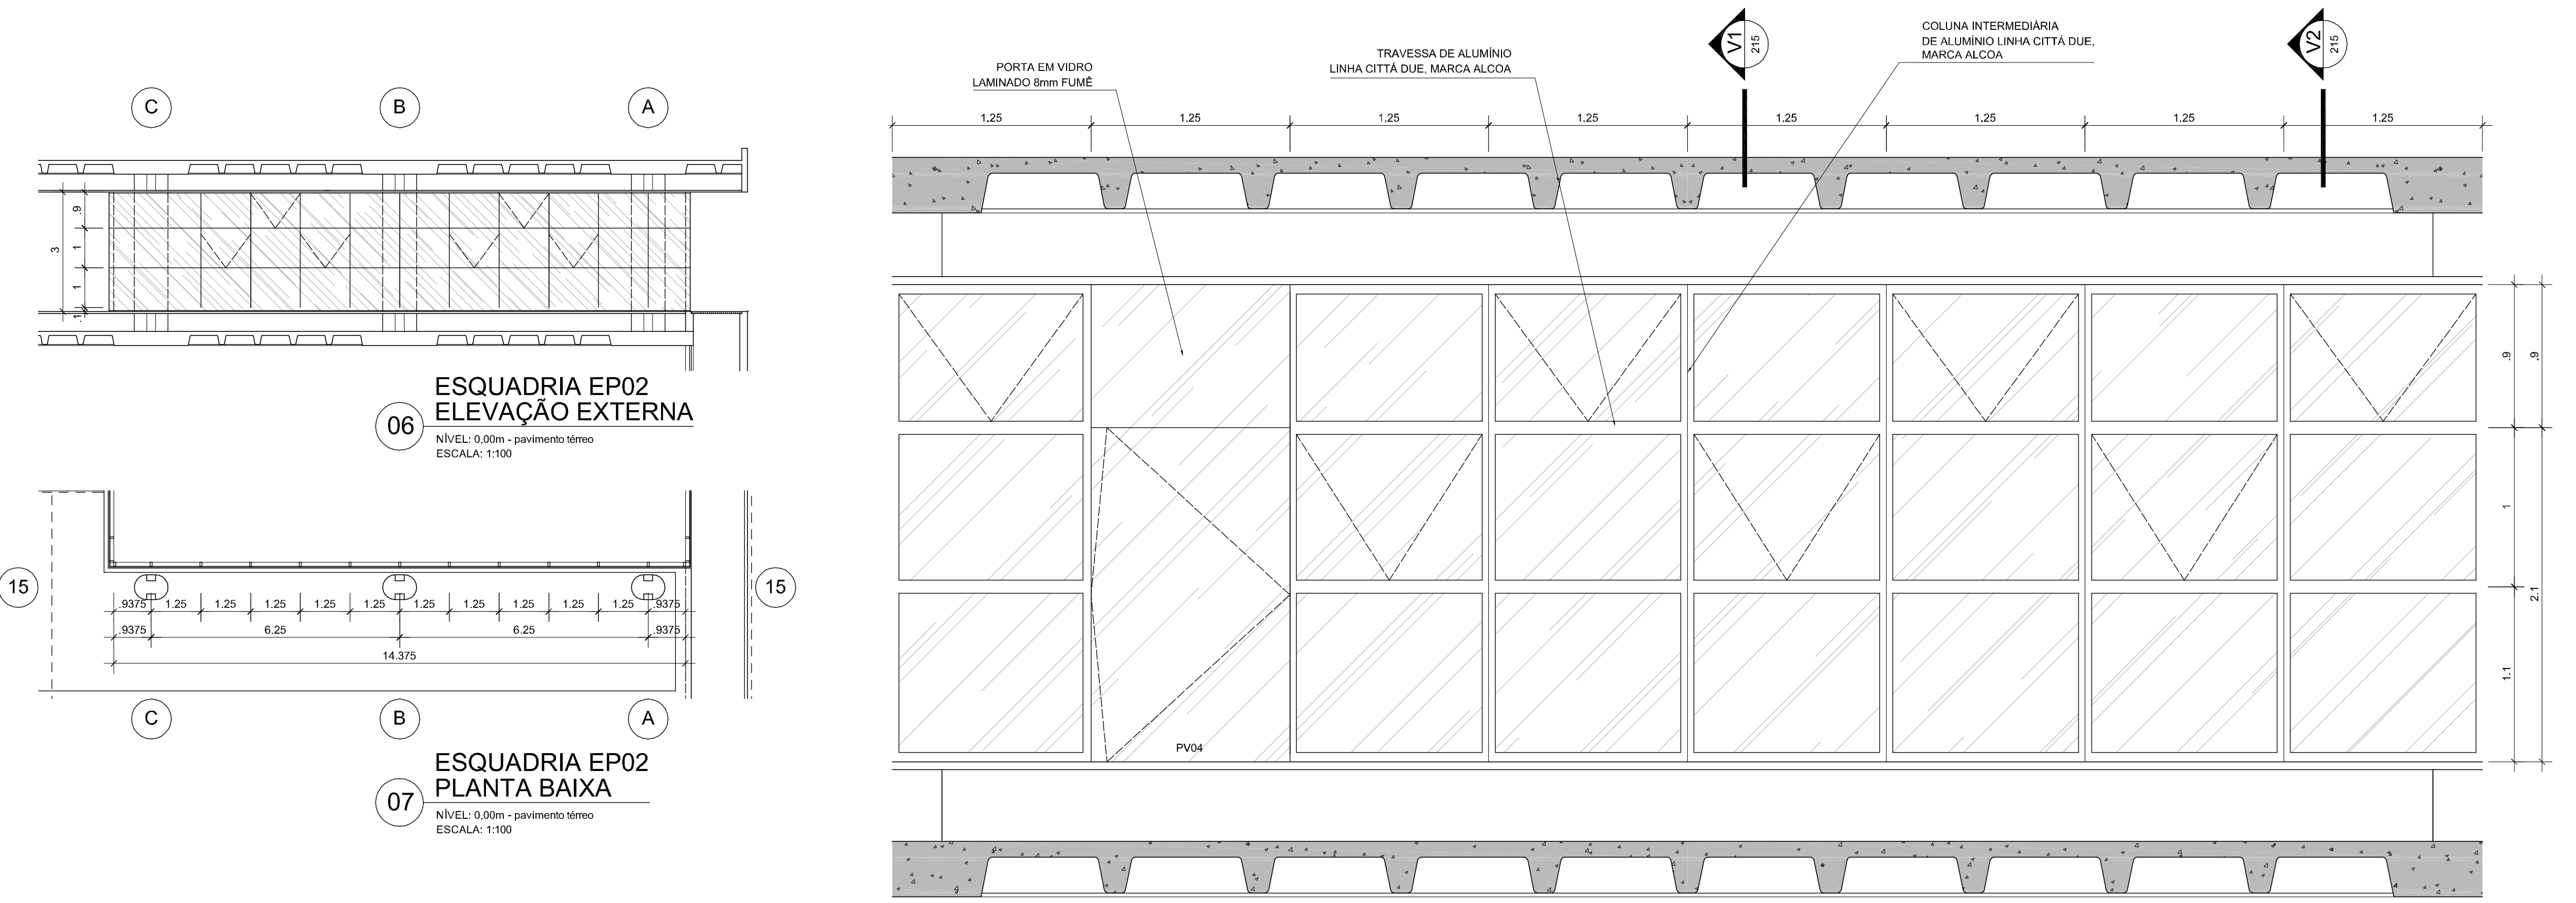 C
B
A
.9
1
1
.1
3
ESQUADRIA EP02
ELEVAÇÃO EXTERNA
06
NÍVEL: 0,00m - pavimento térreo
ESCALA: 1:100
15
15
.9375 1.25 1.25 1.25 1.25 1.25 1.25 1.25 1.25 1.25 1.25 .9375
.9375 6.25 6.25 .9375
14.375
C
B
A
ESQUADRIA EP02
PLANTA BAIXA
07
NÍVEL: 0,00m - pavimento térreo
ESCALA: 1:100
PORTA EM VIDRO
LAMINADO 8mm FUMÊ
TRAVESSA DE ALUMÍNIO
LINHA CITTÁ DUE, MARCA ALCOA
V1
215
COLUNA INTERMEDIÁRIA
DE ALUMÍNIO LINHA CITTÁ DUE,
MARCA ALCOA
V2
215
1.25 1.25 1.25 1.25 1.25 1.25 1.25 1.25
.9
.9
1
2.1
1.1
PV04